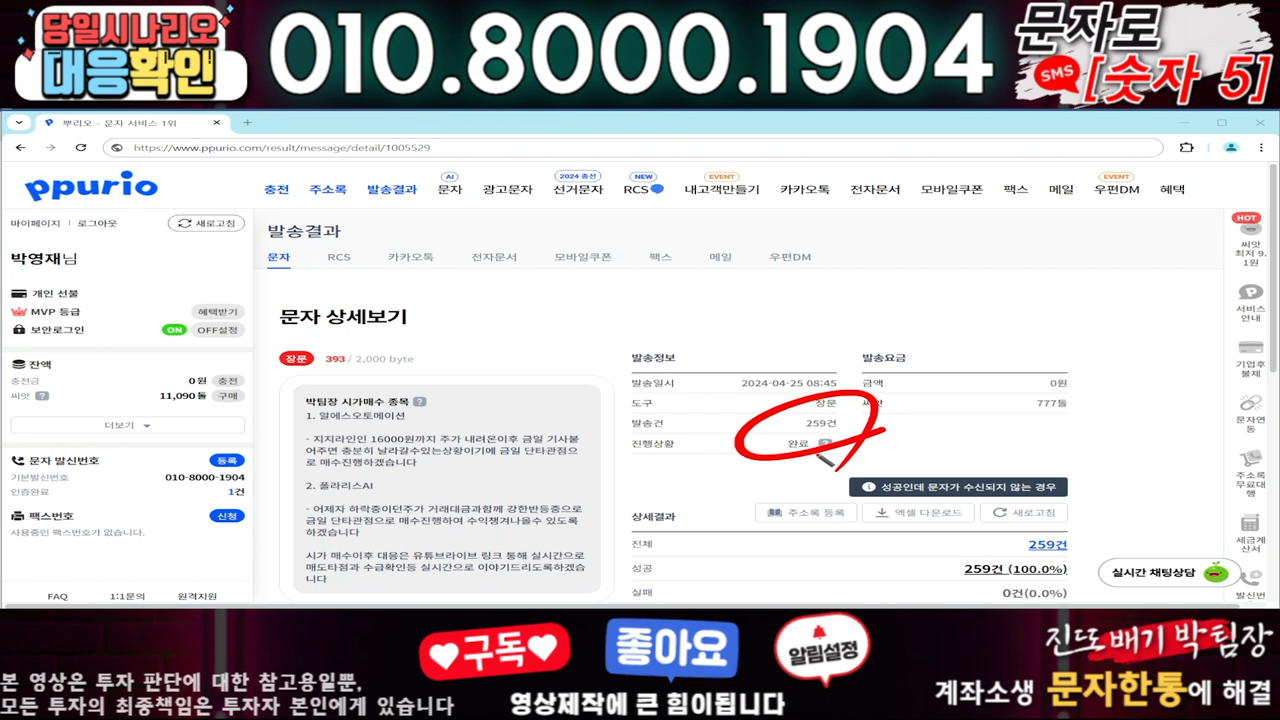 당일시나리오
대응확인
010.8000.1904
문자로
SMS
[숫자 5]
뿌리오 - 문자 서비스 1위
https://www.ppurio.com/result/message/detail/1005529
ppurio
충전
주소록
발송결과
AI
문자
광고문자
2024 총선
선거문자
NEW
RCS
EVENT
내고객만들기
카카오톡
전자문서
모바일쿠폰
팩스
메일
EVENT
우편DM
혜택
마이페이지 | 로그아웃
새로고침
박영재님
개인 선불
MVP 등급
혜택받기
보안로그인
ON
OFF설정
잔액
충전금
0원
충전
씨앗 ?
11,090톨
구매
더보기
문자 발신번호
등록
기본발신번호
010-8000-1904
인증완료
1건
팩스번호
신청
사용중인 팩스번호가 없습니다.
FAQ
1:1문의
원격지원
발송결과
문자
RCS
카카오톡
전자문서
모바일쿠폰
팩스
메일
우편DM
문자 상세보기
장문
393 / 2,000 byte
박팀장 시가매수 종목 ?
1. 알에스오토메이션
- 지지라인인 16000원까지 주가 내려온이후 금일 기사붙
어주면 충분히 날라갈수있는상황이기에 금일 단타관점으
로 매수진행하겠습니다
2. 폴라리스AI
- 어제자 하락중이던주가 거래대금과함께 강한반등중으로
금일 단타관점으로 매수진행하여 수익챙겨나올수 있도록
하겠습니다
시가 매수이후 대응은 유튜브라이브 링크 통해 실시간으로
매도타점과 수급확인등 실시간으로 이야기드리도록하겠습
니다
발송정보
발송일시
2024-04-25 08:45
도구
장문
발송건
259건
진행상황
완료 ?
발송요금
금액
0원
777톨
성공인데 문자가 수신되지 않는 경우
상세결과
주소록 등록
엑셀 다운로드
새로고침
전체
259건
성공
259건 (100.0%)
실패
0건(0.0%)
HOT
씨앗
최저 9.
1원
서비스
안내
기업후
불제
문자연
동
주소록
무료대
행
세금계
산서
발신번
실시간 채팅상담
구독
좋아요
알림설정
진또배기 박팀장
본 영상은 투자 판단에 대한 참고용일뿐,
모든 투자의 최종책임은 투자자 본인에게 있습니다
영상제작에 큰 힘이됩니다
계좌소생 문자한통에 해결